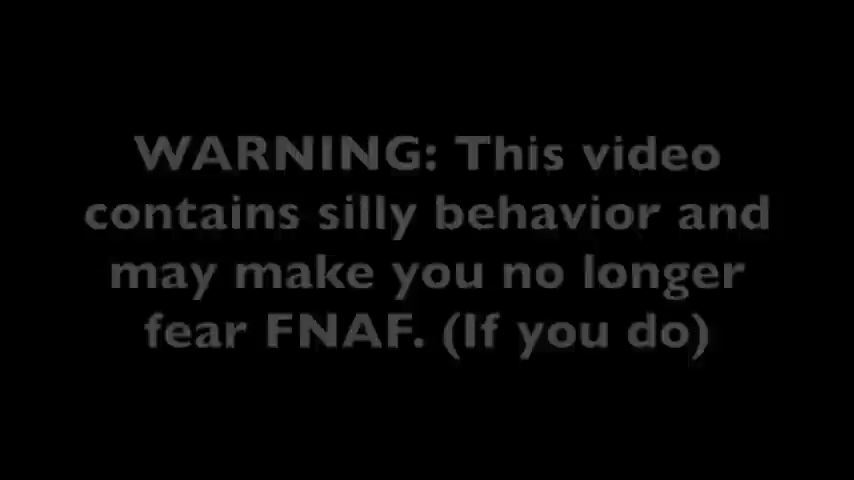 WARNING: This video
contains silly behavior and
may make you no longer
fear FNAF. (If you do)